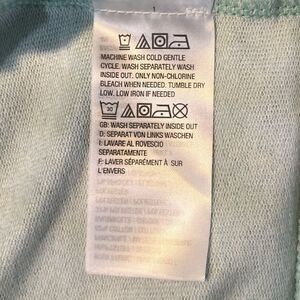 MACHINE WASH COLD GENTLE
CYCLE. WASH SEPARATELY WASH
INSIDE OUT. ONLY NON-CHLORINE
BLEACH WHEN NEEDED. TUMBLE DRY
LOW. LOW IRON IF NEEDED
30
GB: WASH SEPARATELY INSIDE OUT
D: SEPARAT VON LINKS WASCHEN
I: LAVARE AL ROVESCIO
SEPARATAMENTE
F: LAVER SÉPARÉMENT À SUR
L'ENVERS